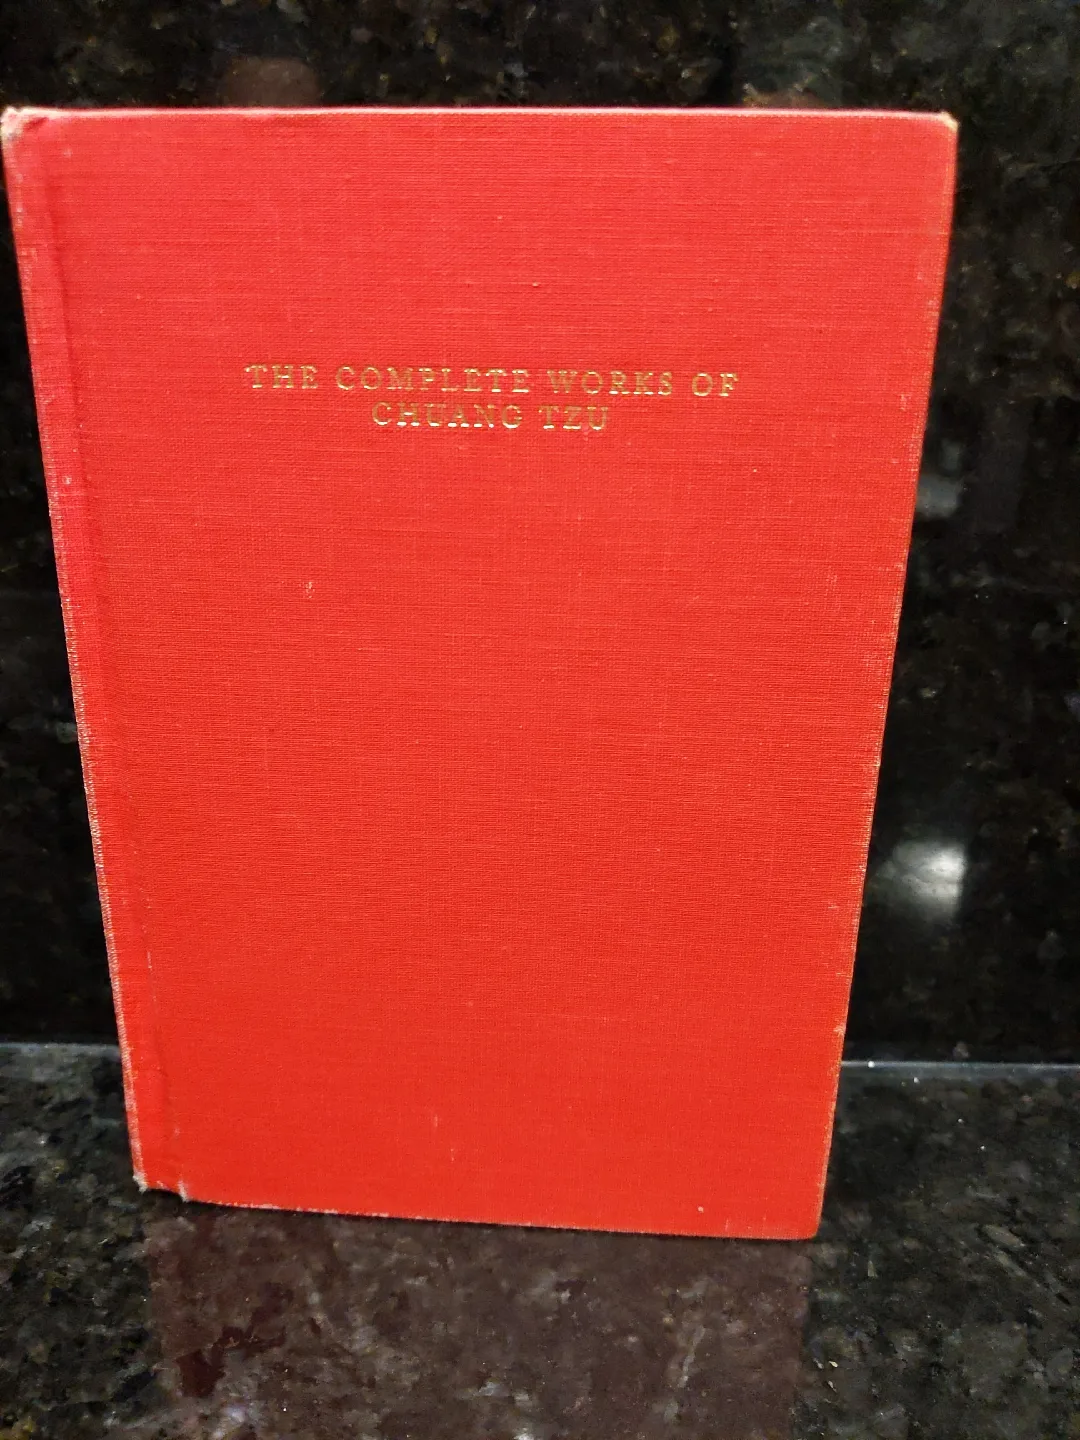 THE COMPLETE WORKS OF
CHUANG TZU